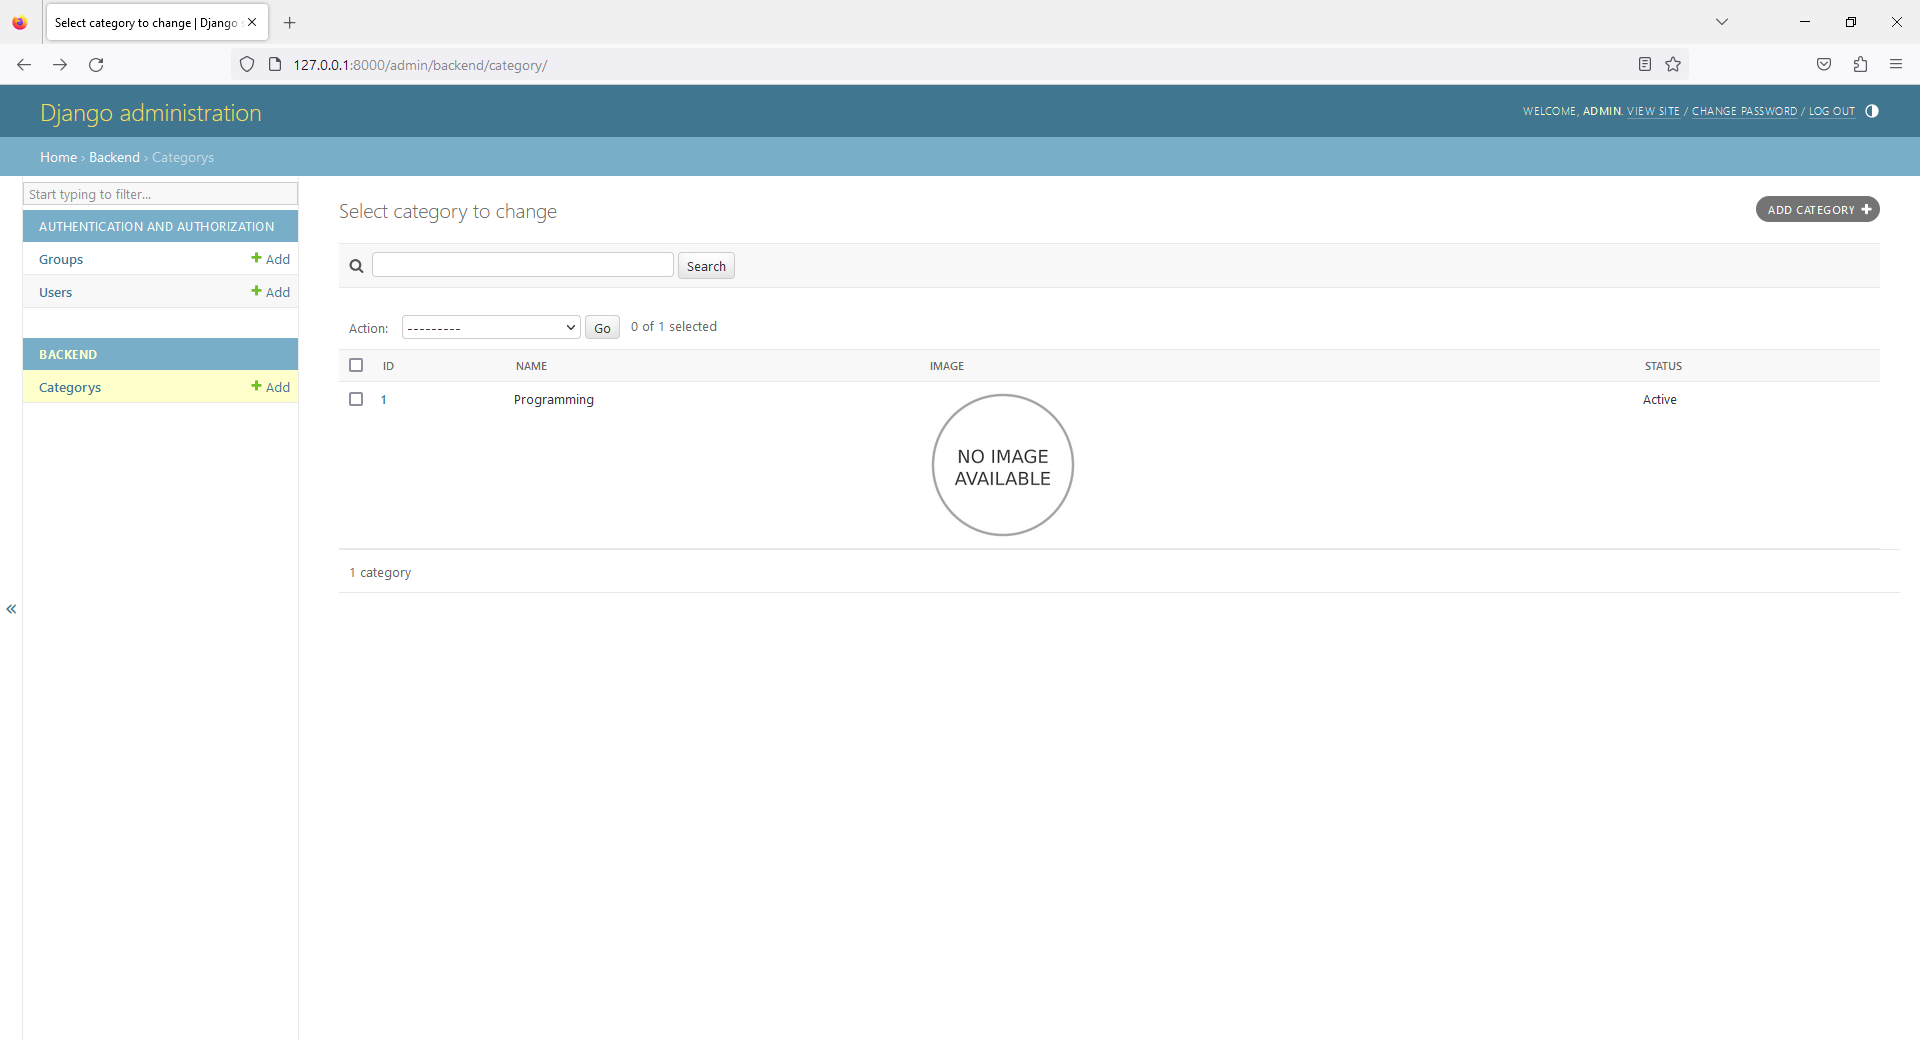 Select category to change | Django
127.0.0.1:8000/admin/backend/category/
Django administration
WELCOME, ADMIN. VIEW SITE / CHANGE PASSWORD / LOG OUT
Home › Backend › Categorys
Start typing to filter...
AUTHENTICATION AND AUTHORIZATION
Groups Add
Users Add
BACKEND
Categorys Add
«
Select category to change
ADD CATEGORY
Search
Action: --------- Go 0 of 1 selected
ID NAME IMAGE STATUS
1 Programming Active
NO IMAGE
AVAILABLE
1 category